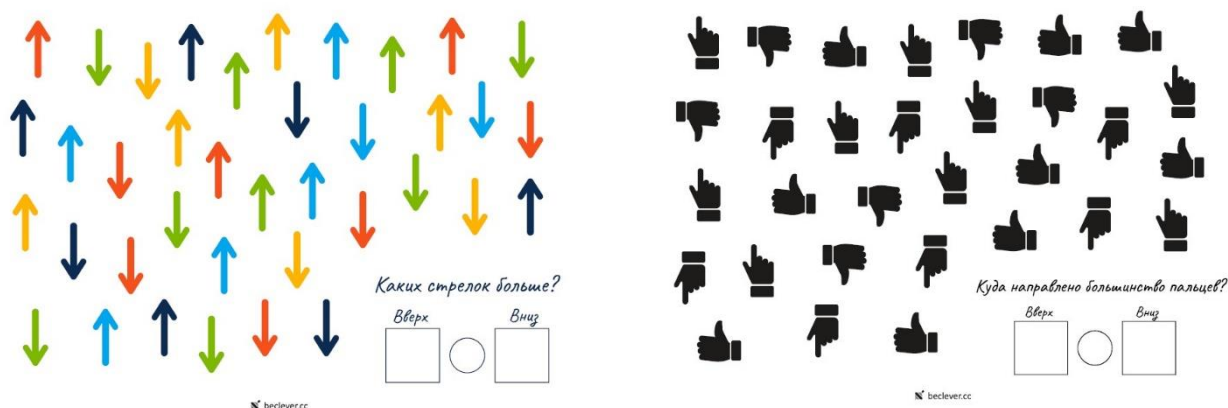 Каких стрелок больше?
Вверх Вниз
beclever.cc
Куда направлено большинство пальцев?
Вверх Вниз
beclever.cc